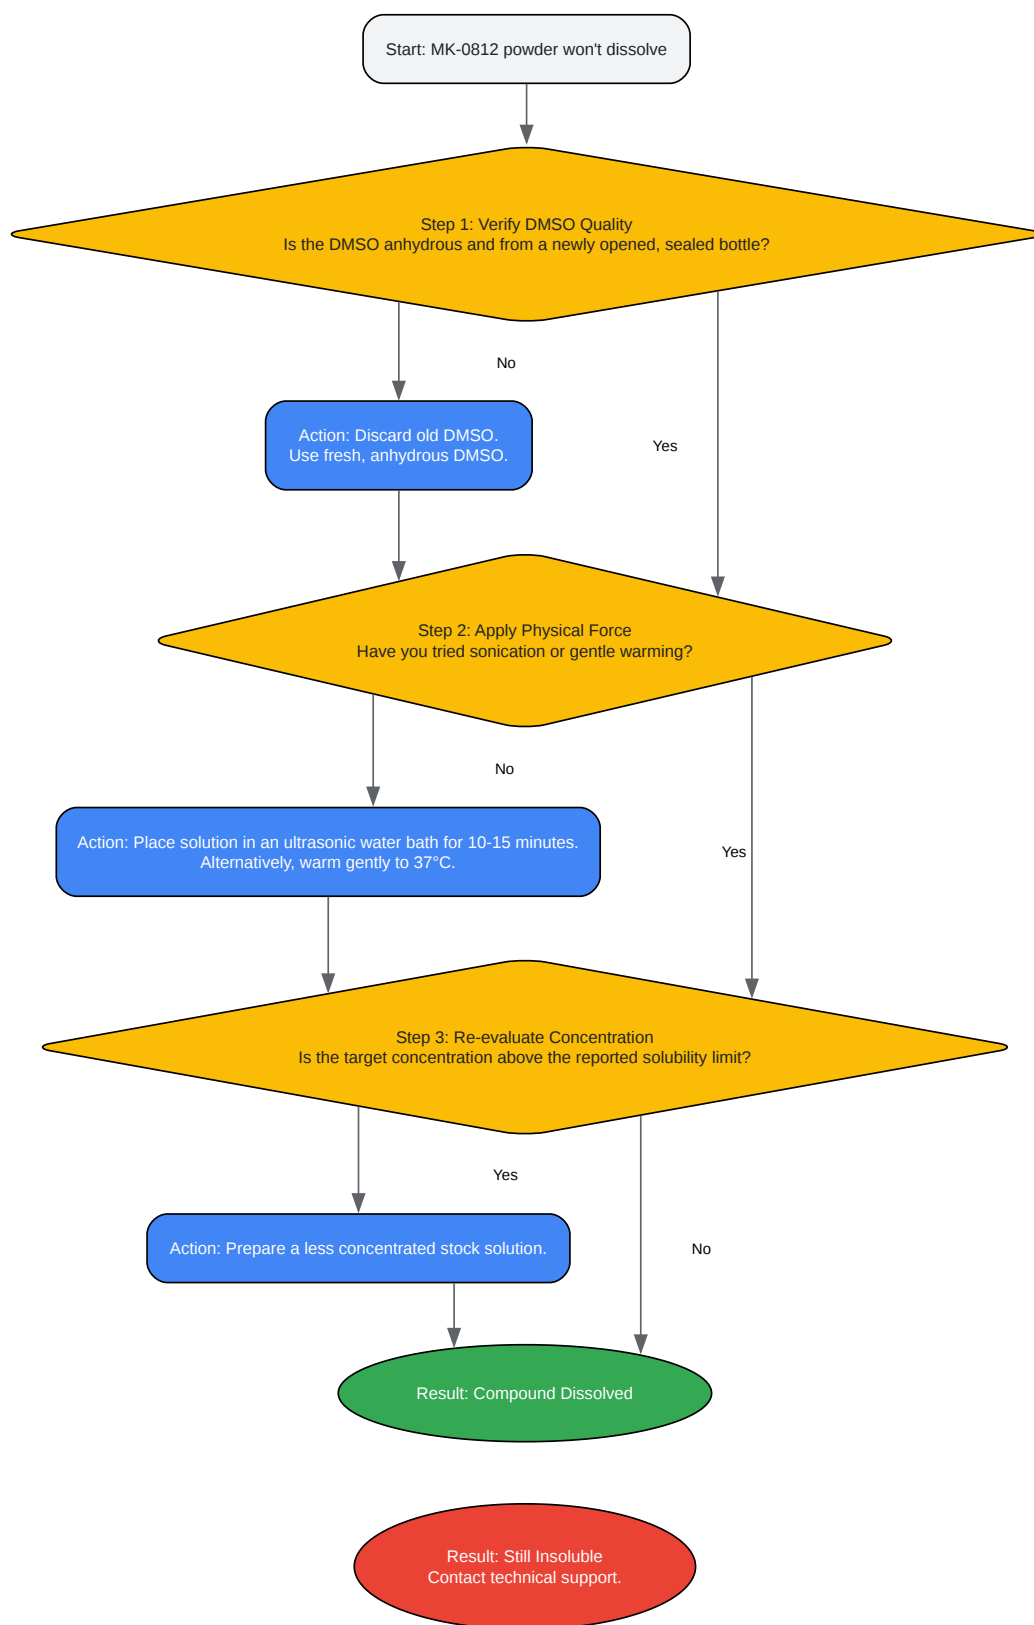 Start: MK-0812 powder won't dissolve
Step 1: Verify DMSO Quality
Is the DMSO anhydrous and from a newly opened, sealed bottle?
No
Yes
Action: Discard old DMSO.
Use fresh, anhydrous DMSO.
Step 2: Apply Physical Force
Have you tried sonication or gentle warming?
No
Yes
Action: Place solution in an ultrasonic water bath for 10-15 minutes.
Alternatively, warm gently to 37°C.
Step 3: Re-evaluate Concentration
Is the target concentration above the reported solubility limit?
Yes
No
Action: Prepare a less concentrated stock solution.
Result: Compound Dissolved
Result: Still Insoluble
Contact technical support.